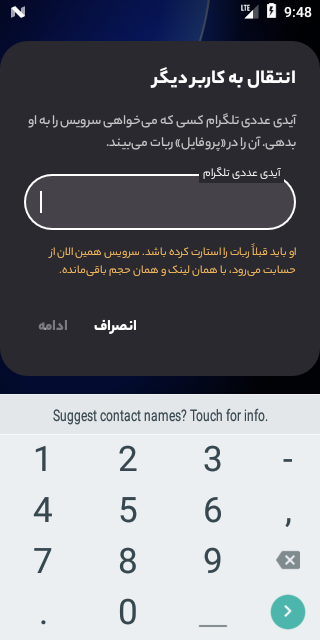 LTE 9:48
انتقال به کاربر دیگر
آیدی عددی تلگرام کسی که می‌خواهی سرویس را به او
بدهی. آن را در «پروفایل» ربات می‌بیند.
آیدی عددی تلگرام
او باید قبلاً ربات را استارت کرده باشد. سرویس همین الان از
حسابت می‌رود، با همان لینک و همان حجم باقی‌مانده.
انصراف ادامه
Suggest contact names? Touch for info.
1 2 3 -
4 5 6 ,
7 8 9
. 0 _